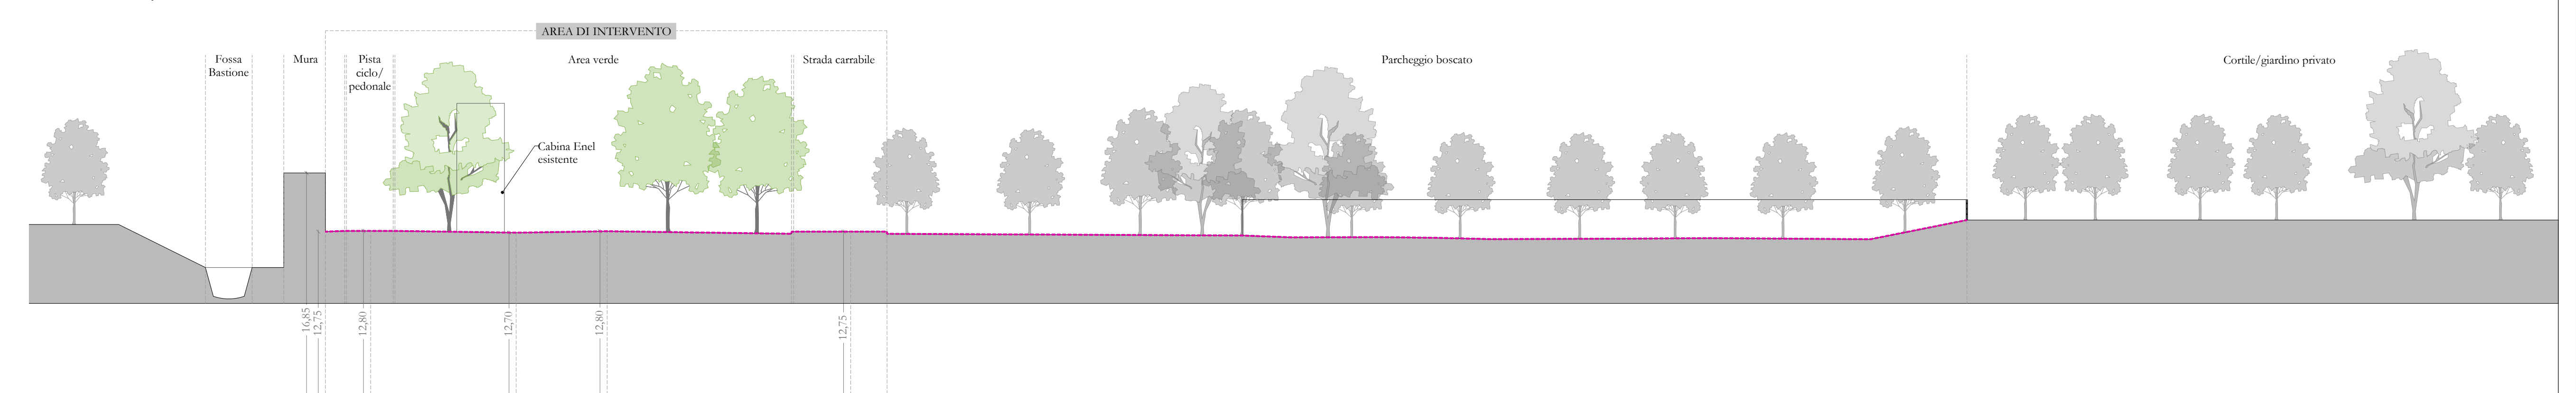 AREA DI INTERVENTO
Fossa
Bastione
Mura
Pista
ciclo/
pedonale
Area verde
Strada carrabile
Parcheggio boscato
Cortile/giardino privato
Cabina Enel
esistente
16,85
12,75
12,80
12,70
12,80
12,75